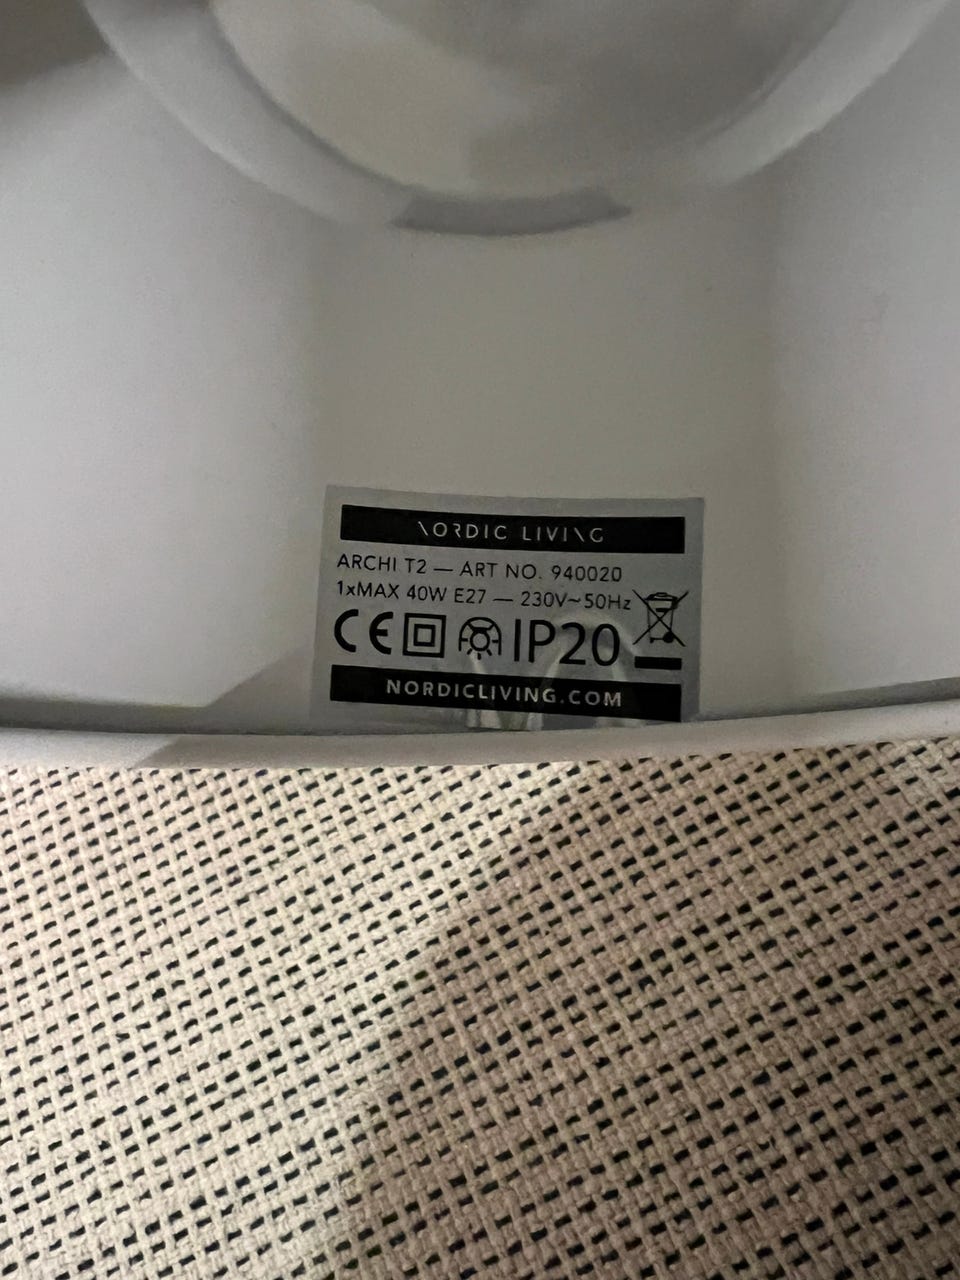 NORDIC LIVING
ARCHI T2 — ART NO. 940020
1xMAX 40W E27 — 230V~50Hz
CE IP20
NORDICLIVING.COM